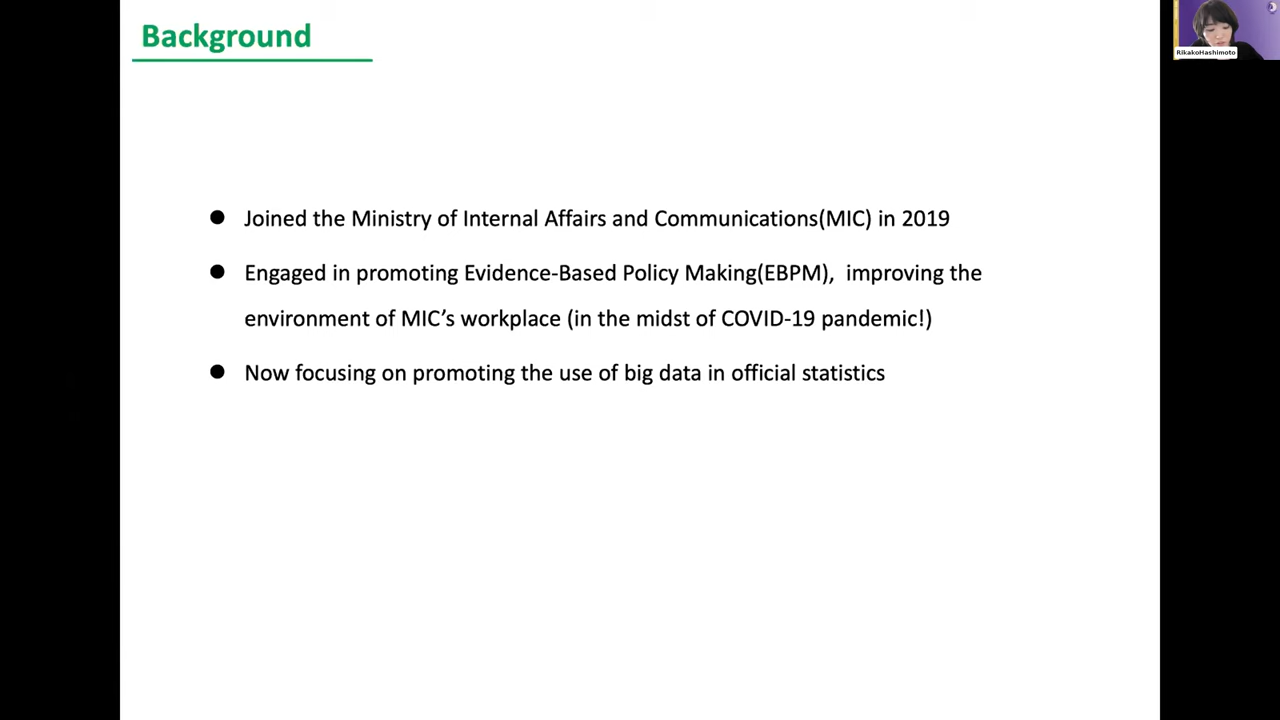 Background
RikakoHashimoto
● Joined the Ministry of Internal Affairs and Communications(MIC) in 2019
● Engaged in promoting Evidence-Based Policy Making(EBPM),  improving the
environment of MIC’s workplace (in the midst of COVID-19 pandemic!)
● Now focusing on promoting the use of big data in official statistics